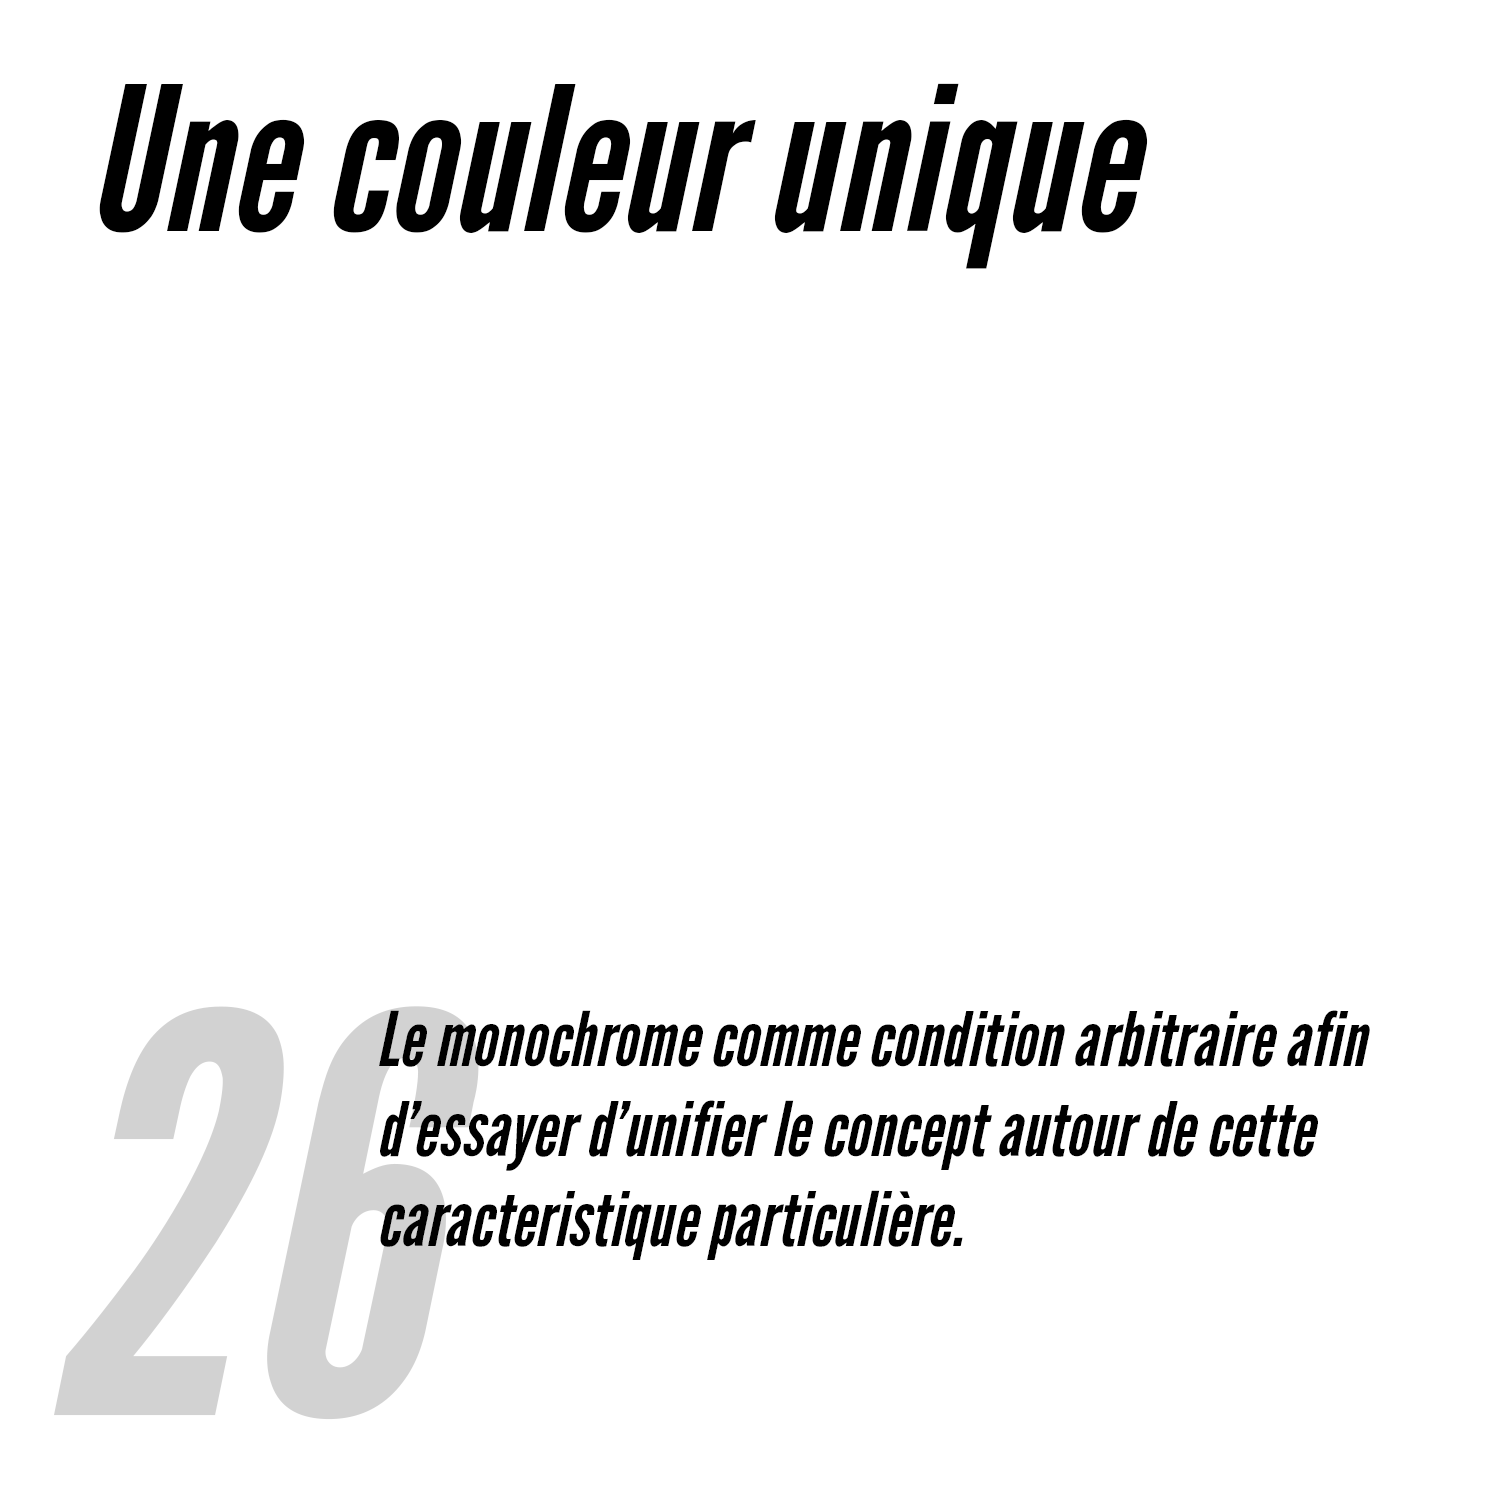 Une couleur unique
26
Le monochrome comme condition arbitraire afin
d’essayer d’unifier le concept autour de cette
caracteristique particulière.